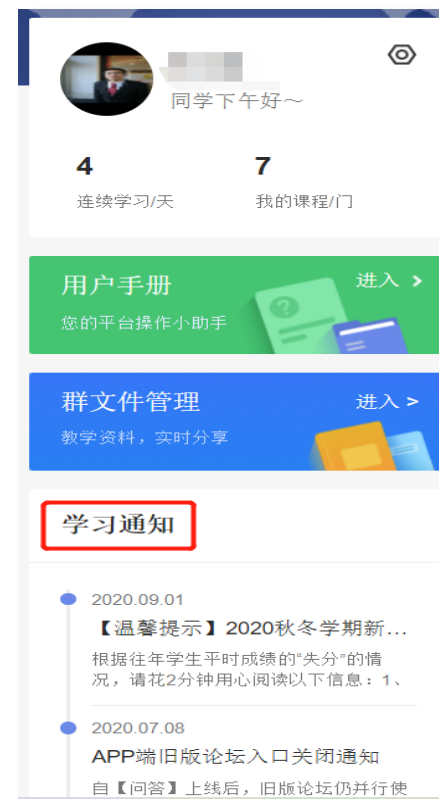 同学下午好～
4
7
连续学习/天
我的课程/门
用户手册
进入 >
您的平台操作小助手
群文件管理
进入 >
教学资料，实时分享
学习通知
2020.09.01
【温馨提示】2020秋冬学期新...
根据往年学生平时成绩的“失分”的情
况，请花2分钟用心阅读以下信息：1、
2020.07.08
APP端旧版论坛入口关闭通知
自【问答】上线后，旧版论坛仍并行使